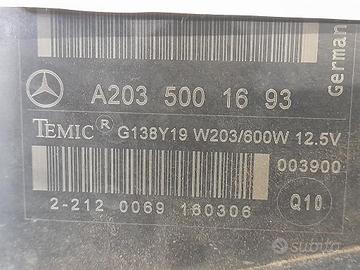 German
A203 500 16 93
TEMIC ® G138Y19 W203/600W 12.5V
003900
Q10
2-212 0069 160306
subito